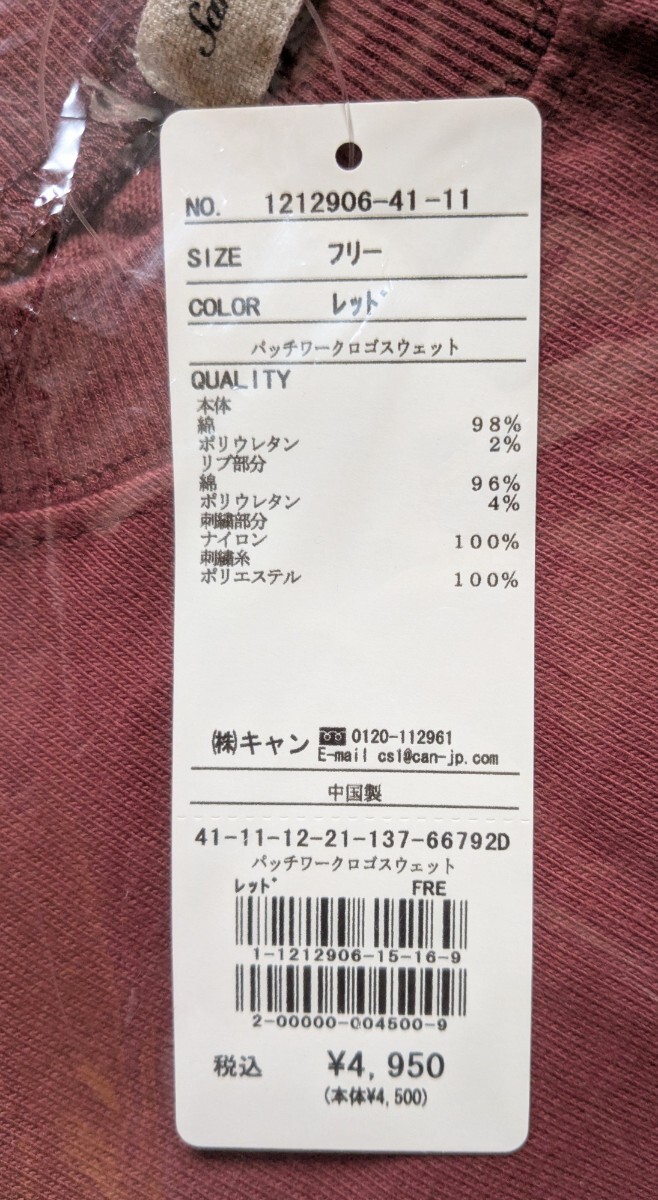 NO. 1212906-41-11
SIZE フリー
COLOR レッド
パッチワークロゴスウェット
QUALITY
本体
綿 98%
ポリウレタン 2%
リブ部分
綿 96%
ポリウレタン 4%
刺繍部分
ナイロン 100%
刺繍糸
ポリエステル 100%
㈱キャン 0120-112961
E-mail cs1@can-jp.com
中国製
41-11-12-21-137-66792D
パッチワークロゴスウェット
レッド FRE
1-1212906-15-16-9
2-00000-004500-9
税込 ¥4,950
(本体¥4,500)